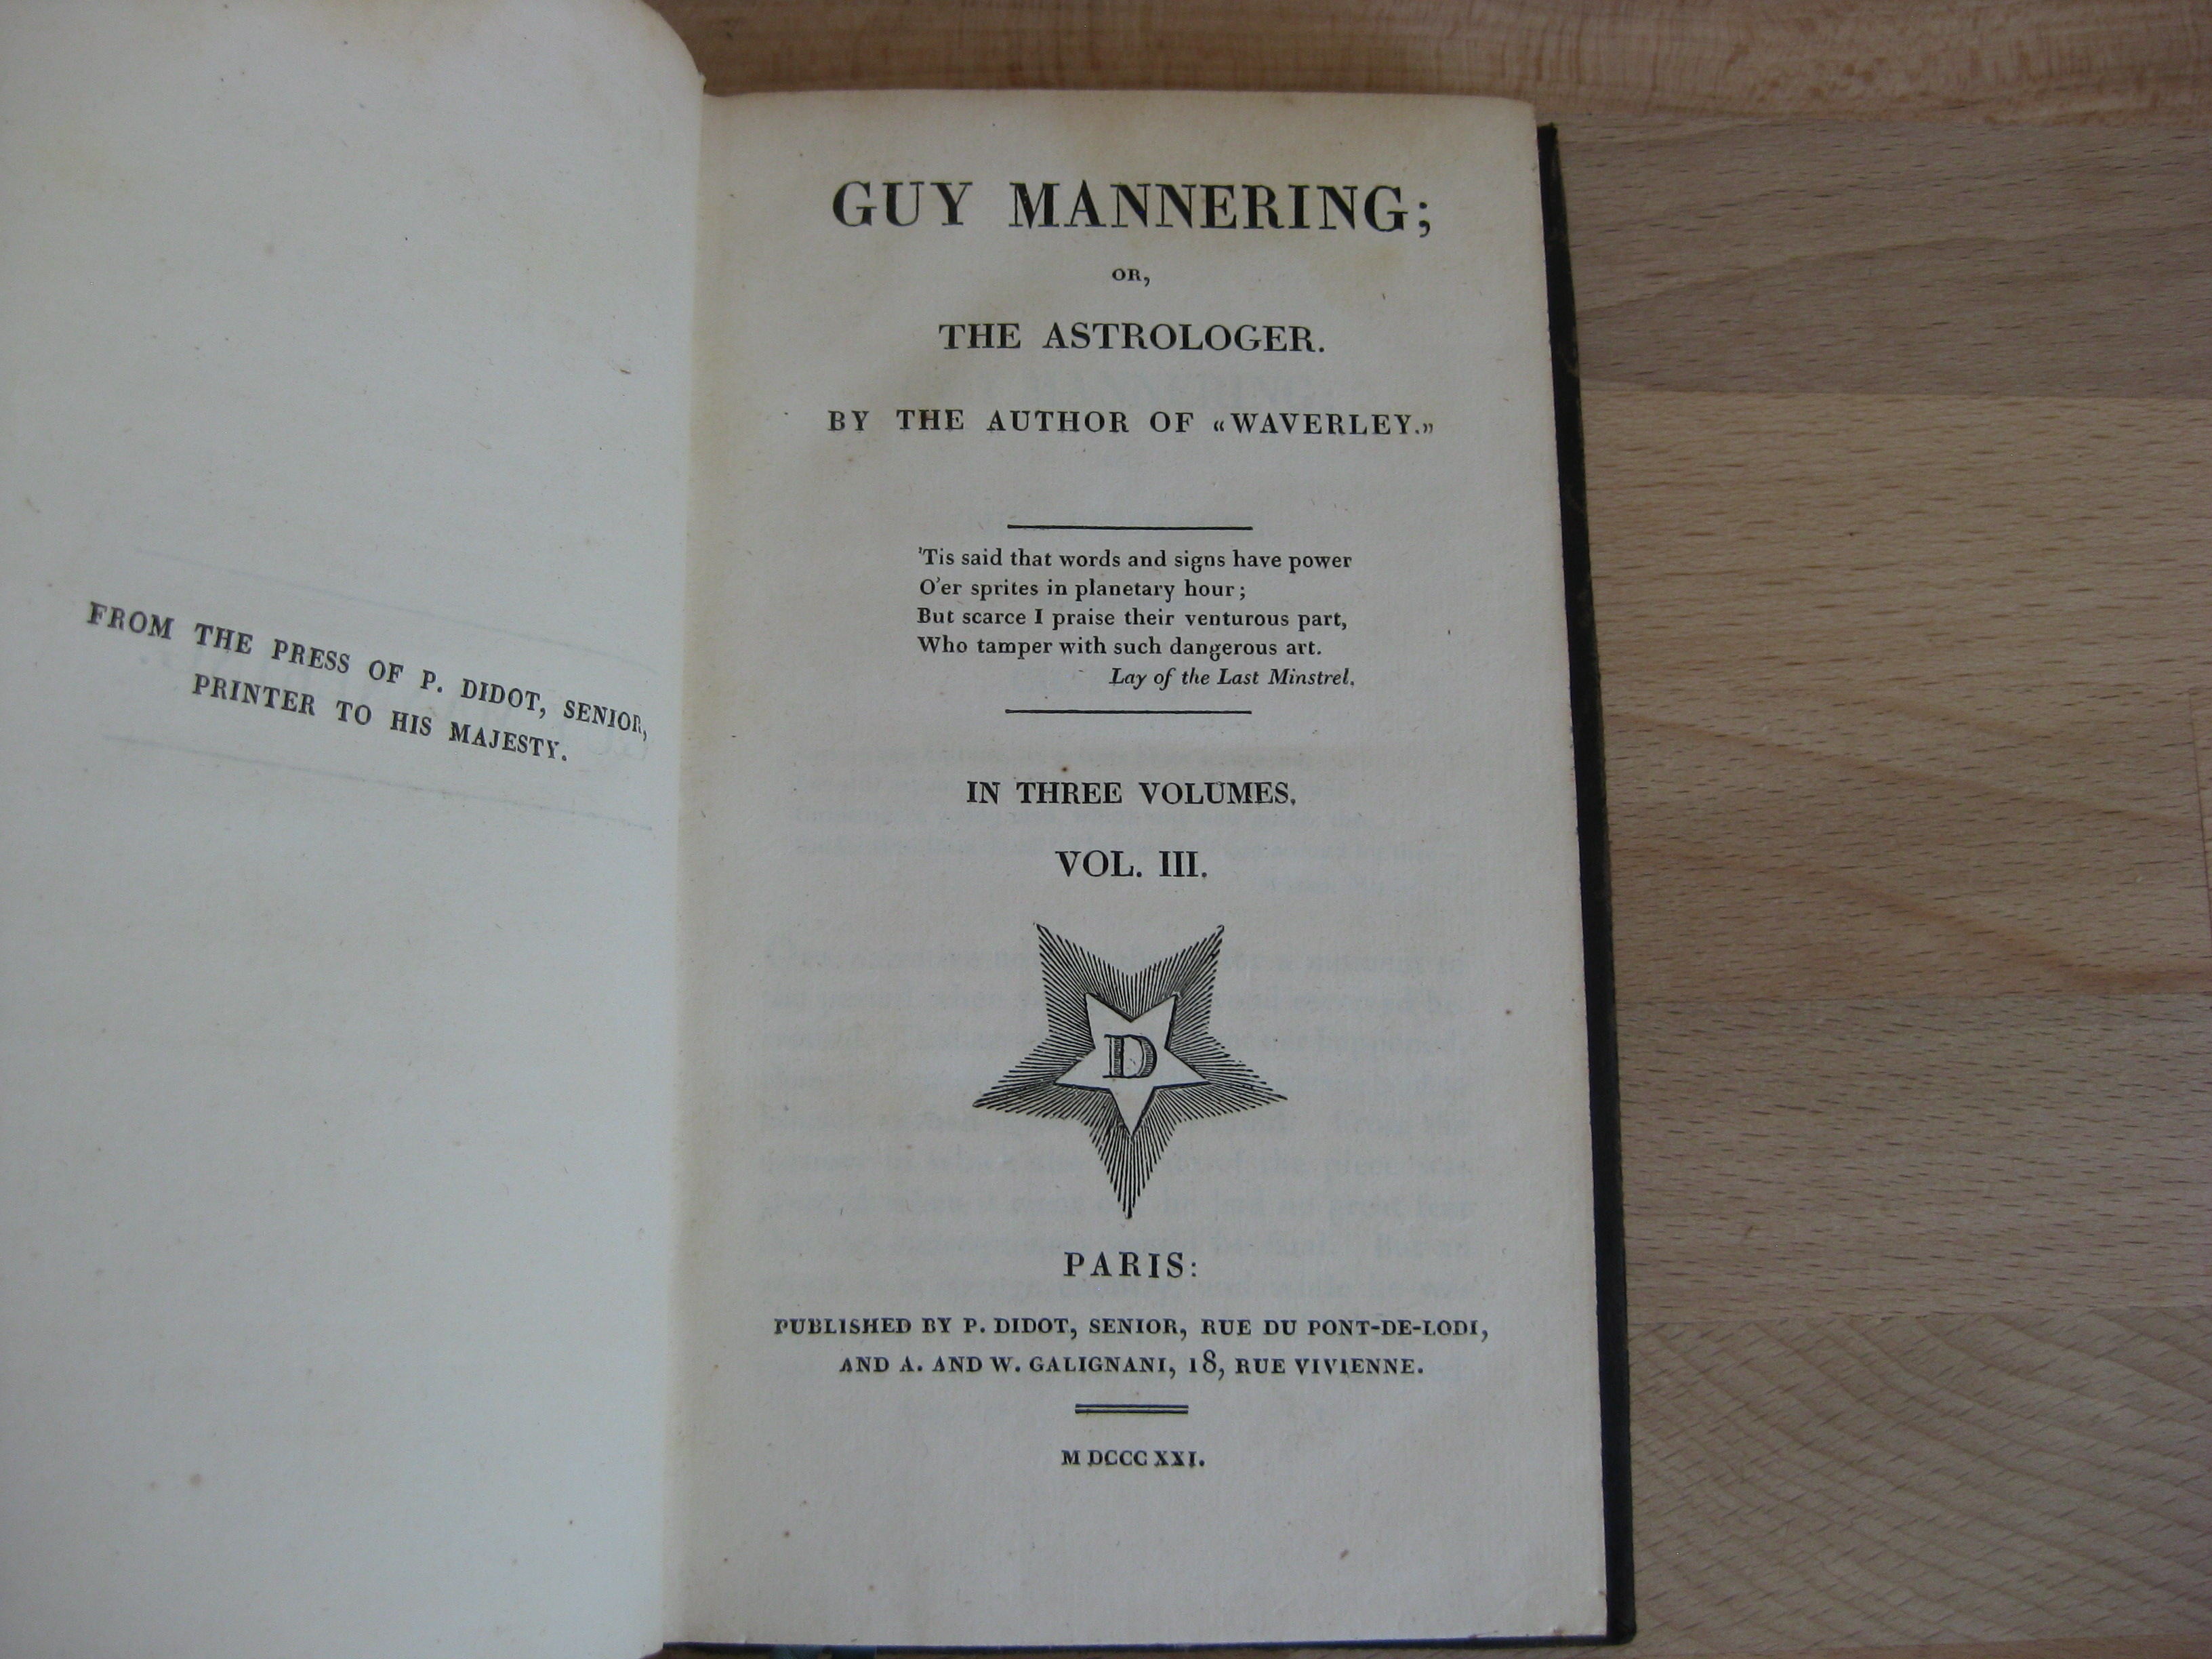 FROM THE PRESS OF P. DIDOT, SENIOR,
PRINTER TO HIS MAJESTY.
GUY MANNERING;
OR,
THE ASTROLOGER.
BY THE AUTHOR OF «WAVERLEY.»
'Tis said that words and signs have power
O'er sprites in planetary hour;
But scarce I praise their venturous part,
Who tamper with such dangerous art.
Lay of the Last Minstrel.
IN THREE VOLUMES.
VOL. III.
D
PARIS:
PUBLISHED BY P. DIDOT, SENIOR, RUE DU PONT-DE-LODI,
AND A. AND W. GALIGNANI, 18, RUE VIVIENNE.
M DCCC XXI.